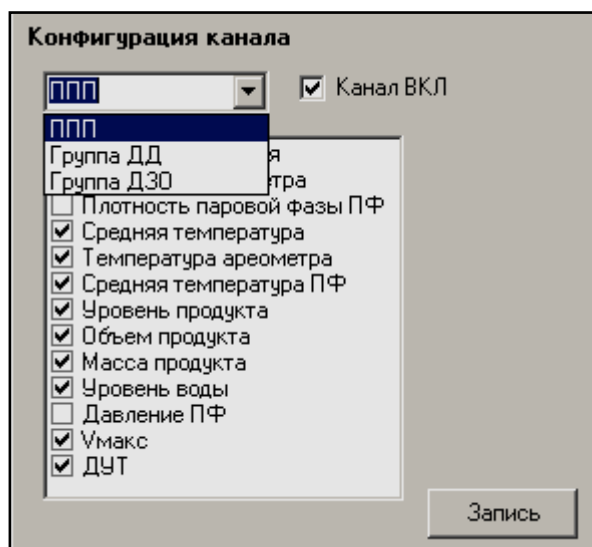 Конфигурация канала
ППП
Канал ВКЛ
ППП
Группа ДД
Группа ДЗО
Плотность паровой фазы ПФ
Средняя температура
Температура ареометра
Средняя температура ПФ
Уровень продукта
Объем продукта
Масса продукта
Уровень воды
Давление ПФ
Vмакс
ДУТ
Запись